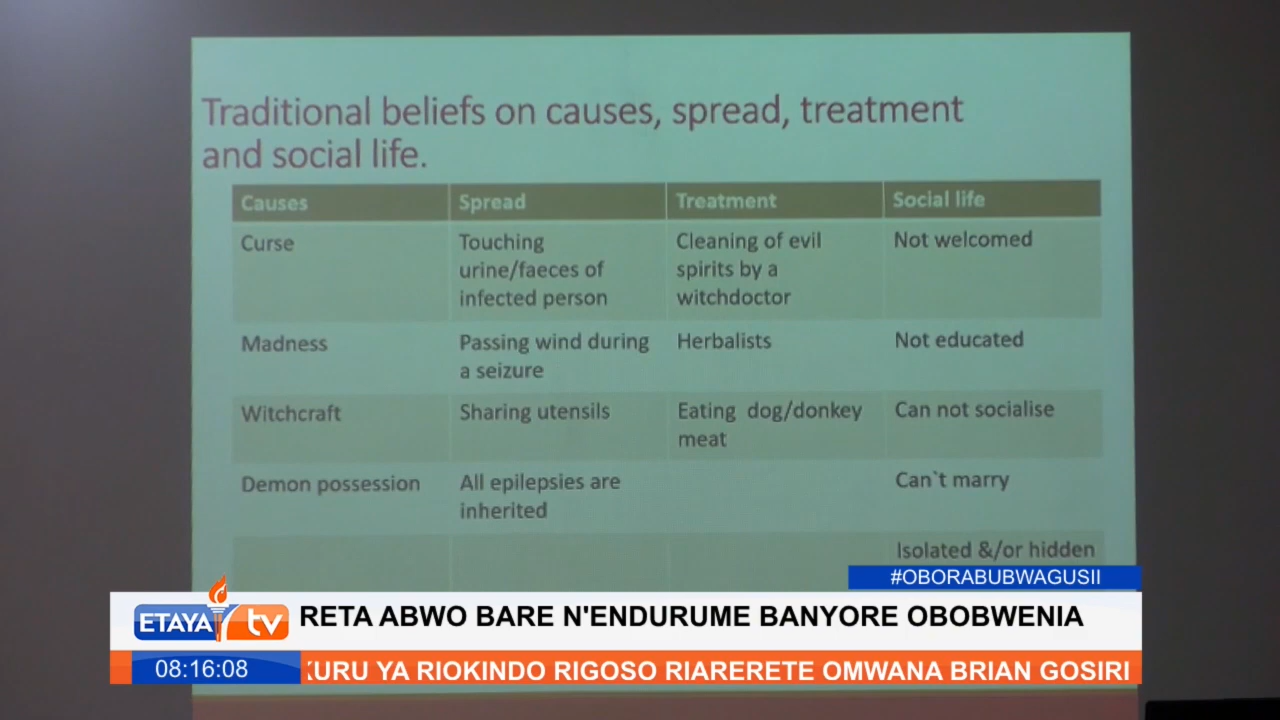 Traditional beliefs on causes, spread, treatment
and social life.
Causes
Spread
Treatment
Social life
Curse
Touching
urine/faeces of
infected person
Cleaning of evil
spirits by a
witchdoctor
Not welcomed
Madness
Passing wind during
a seizure
Herbalists
Not educated
Witchcraft
Sharing utensils
Eating dog/donkey
meat
Can not socialise
Demon possession
All epilepsies are
inherited
Can`t marry
Isolated &/or hidden
#OBORABUBWAGUSII
ETAYA tv
RETA ABWO BARE N'ENDURUME BANYORE OBOBWENIA
08:16:08
KURU YA RIOKINDO RIGOSO RIARERETE OMWANA BRIAN GOSIRI